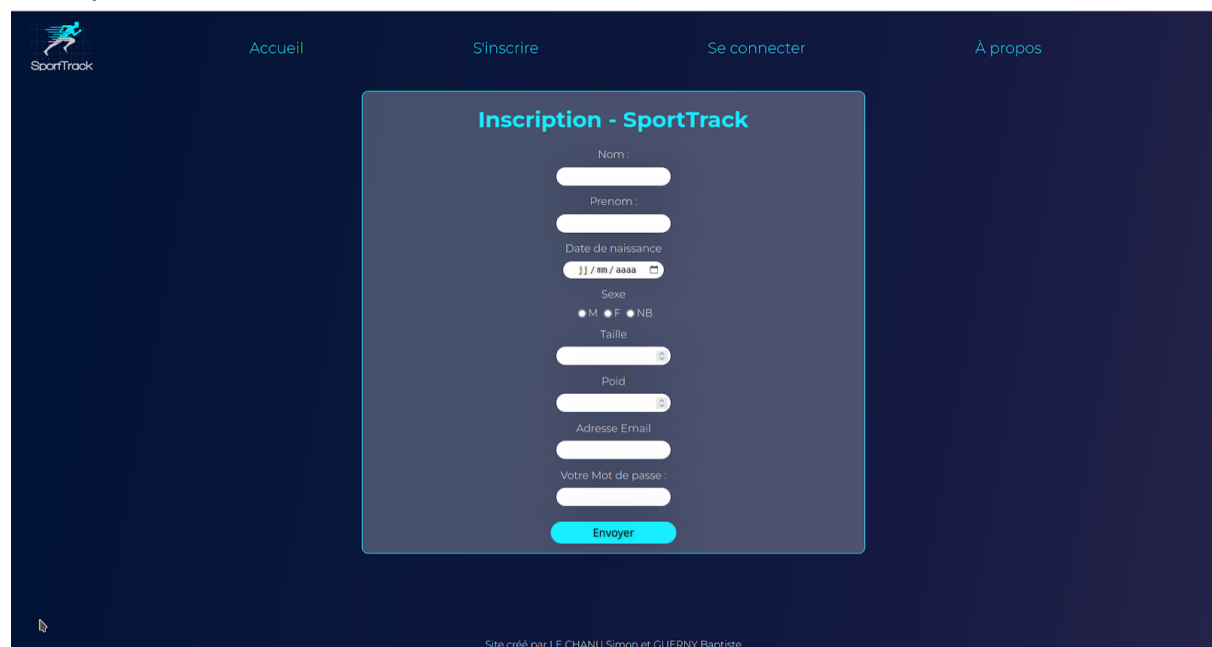 SportTrack
Accueil S'inscrire Se connecter À propos
Inscription - SportTrack
Nom :
Prenom :
Date de naissance
jj/mm/aaaa
Sexe
M F NB
Taille
Poid
Adresse Email
Votre Mot de passe :
Envoyer
Site créé par LE CHANU Simon et GUERNY Baptiste